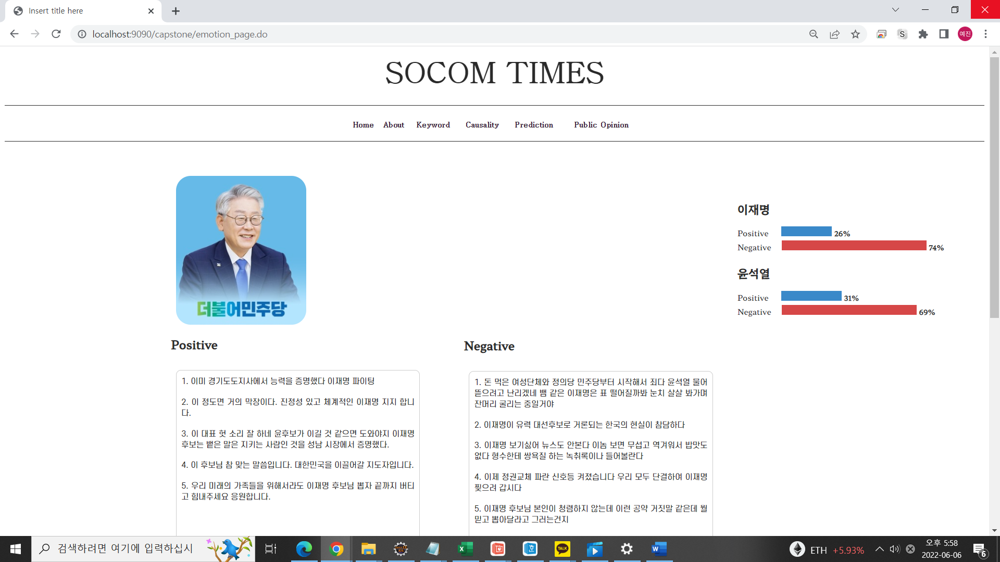 Insert title here
localhost:9090/capstone/emotion_page.do
예진
SOCOM TIMES
Home About Keyword Causality Prediction Public Opinion
더불어민주당
이재명
Positive 26%
Negative 74%
윤석열
Positive 31%
Negative 69%
Positive
1. 이미 경기도도지사에서 능력을 증명했다 이재명 파이팅
2. 이 정도면 거의 막장이다. 진정성 있고 체계적인 이재명 지지 합니
다.
3. 이 대표 헛 소리 잘 하네 윤후보가 이길 것 같으면 도와야지 이재명
후보는 뱉은 말은 지키는 사람인 것을 성남 시장에서 증명했다.
4. 이 후보님 참 맞는 말씀입니다. 대한민국을 이끌어갈 지도자입니다.
5. 우리 미래의 가족들을 위해서라도 이재명 후보님 뽑자 끝까지 버티
고 힘내주세요 응원합니다.
Negative
1. 돈 먹은 여성단체와 정의당 민주당부터 시작해서 죄다 윤석열 물어
뜯으려고 난리겠네 뱀 같은 이재명은 표 떨어질까봐 눈치 살살 봐가며
잔머리 굴리는 중일거야
2. 이재명이 유력 대선후보로 거론되는 한국의 현실이 참담하다
3. 이재명 보기싫어 뉴스도 안본다 이놈 보면 무섭고 역겨워서 밥맛도
없다 형수한테 쌍욕질 하는 녹취록이나 들어볼란다
4. 이제 정권교체 파란 신호등 켜졌습니다 우리 모두 단결하여 이재명
찢으려 갑시다
5. 이재명 후보님 본인이 청렴하지 않는데 이런 공약 거짓말 같은데 뭘
믿고 뽑아달라고 그러는건지
검색하려면 여기에 입력하십시
TALK
ETH +5.93%
오후 5:58
2022-06-06
6